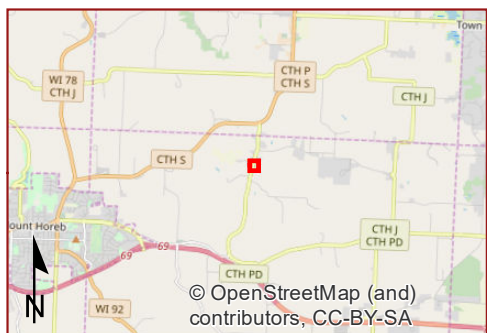 Town
CTH P
CTH S
WI 78
CTH J
CTH J
CTH S
ount Horeb
CTH J
CTH PD
69
69
CTH PD
WI 92
N
© OpenStreetMap (and)
contributors, CC-BY-SA